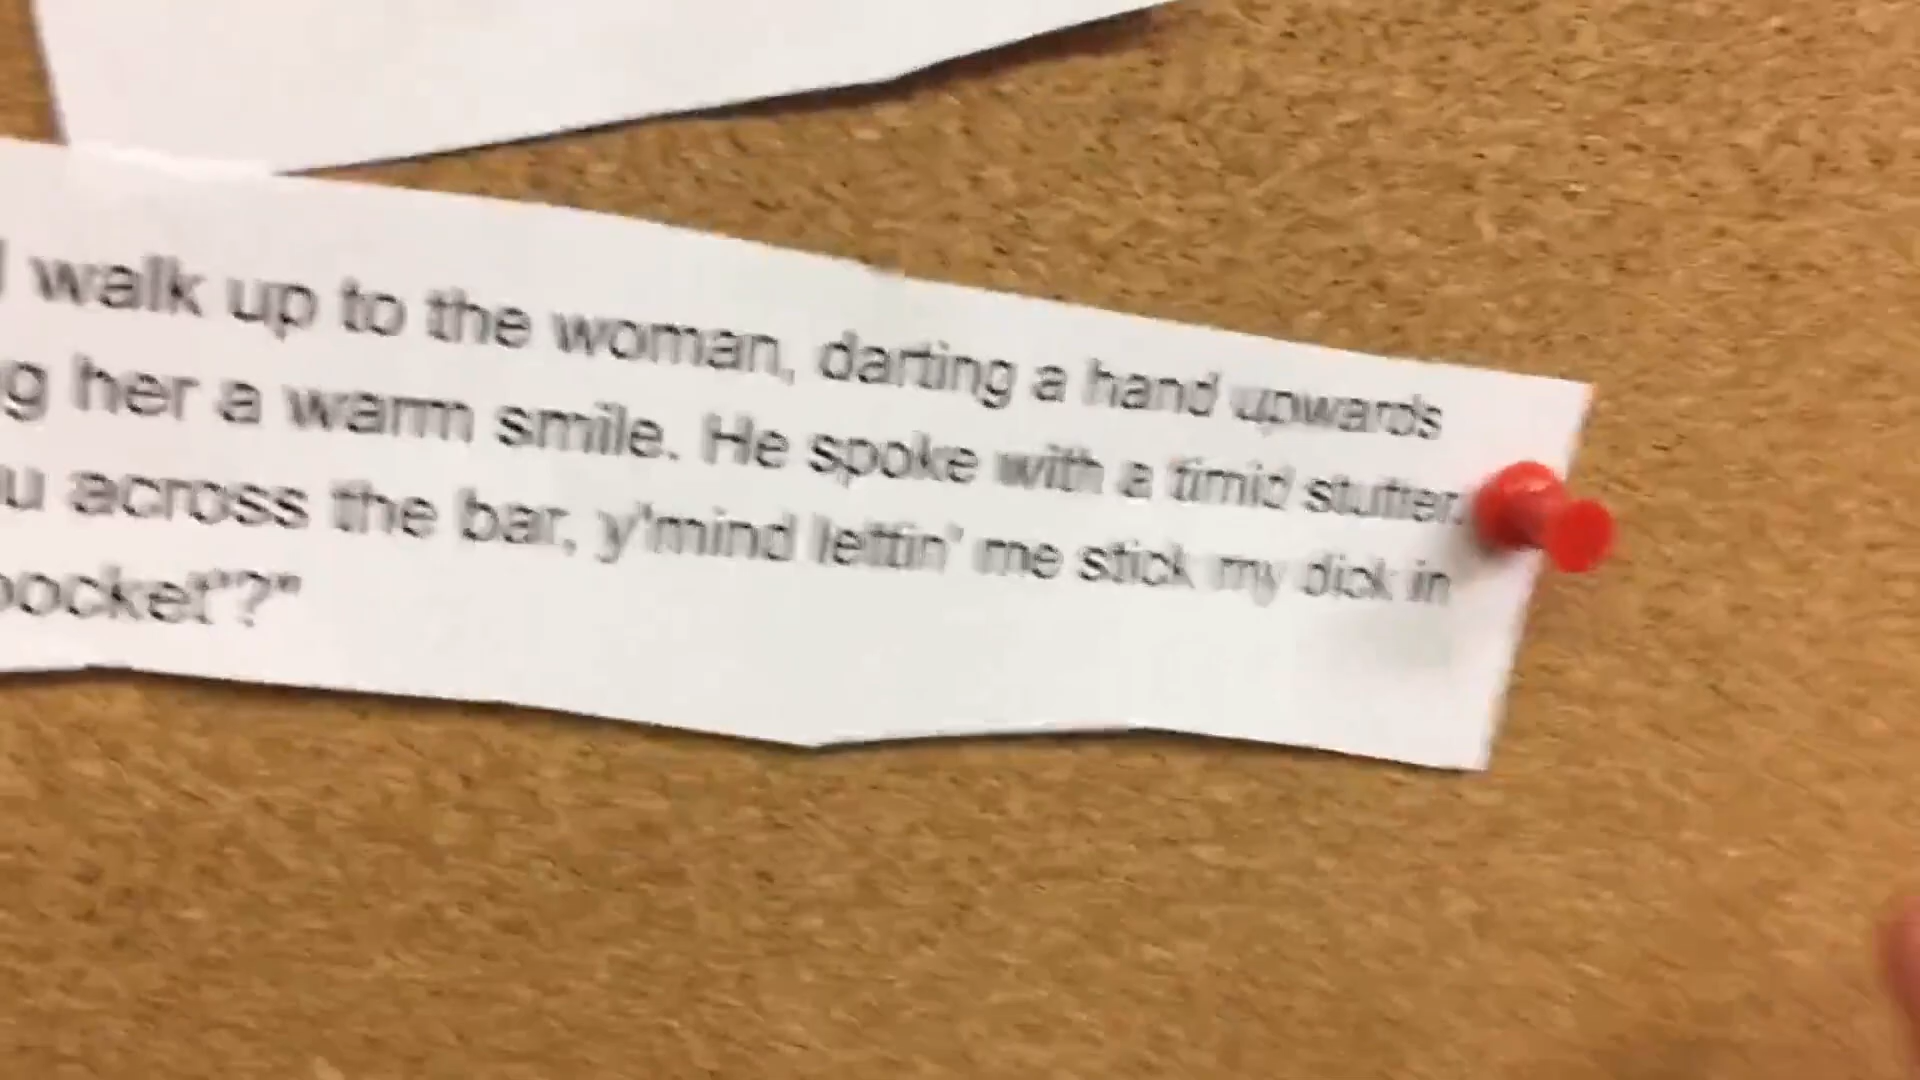 walk up to the woman, darting a hand upwards
g her a warm smile. He spoke with a timid stutter.
u across the bar, y'mind lettin' me stick my dick in
pocket"?"